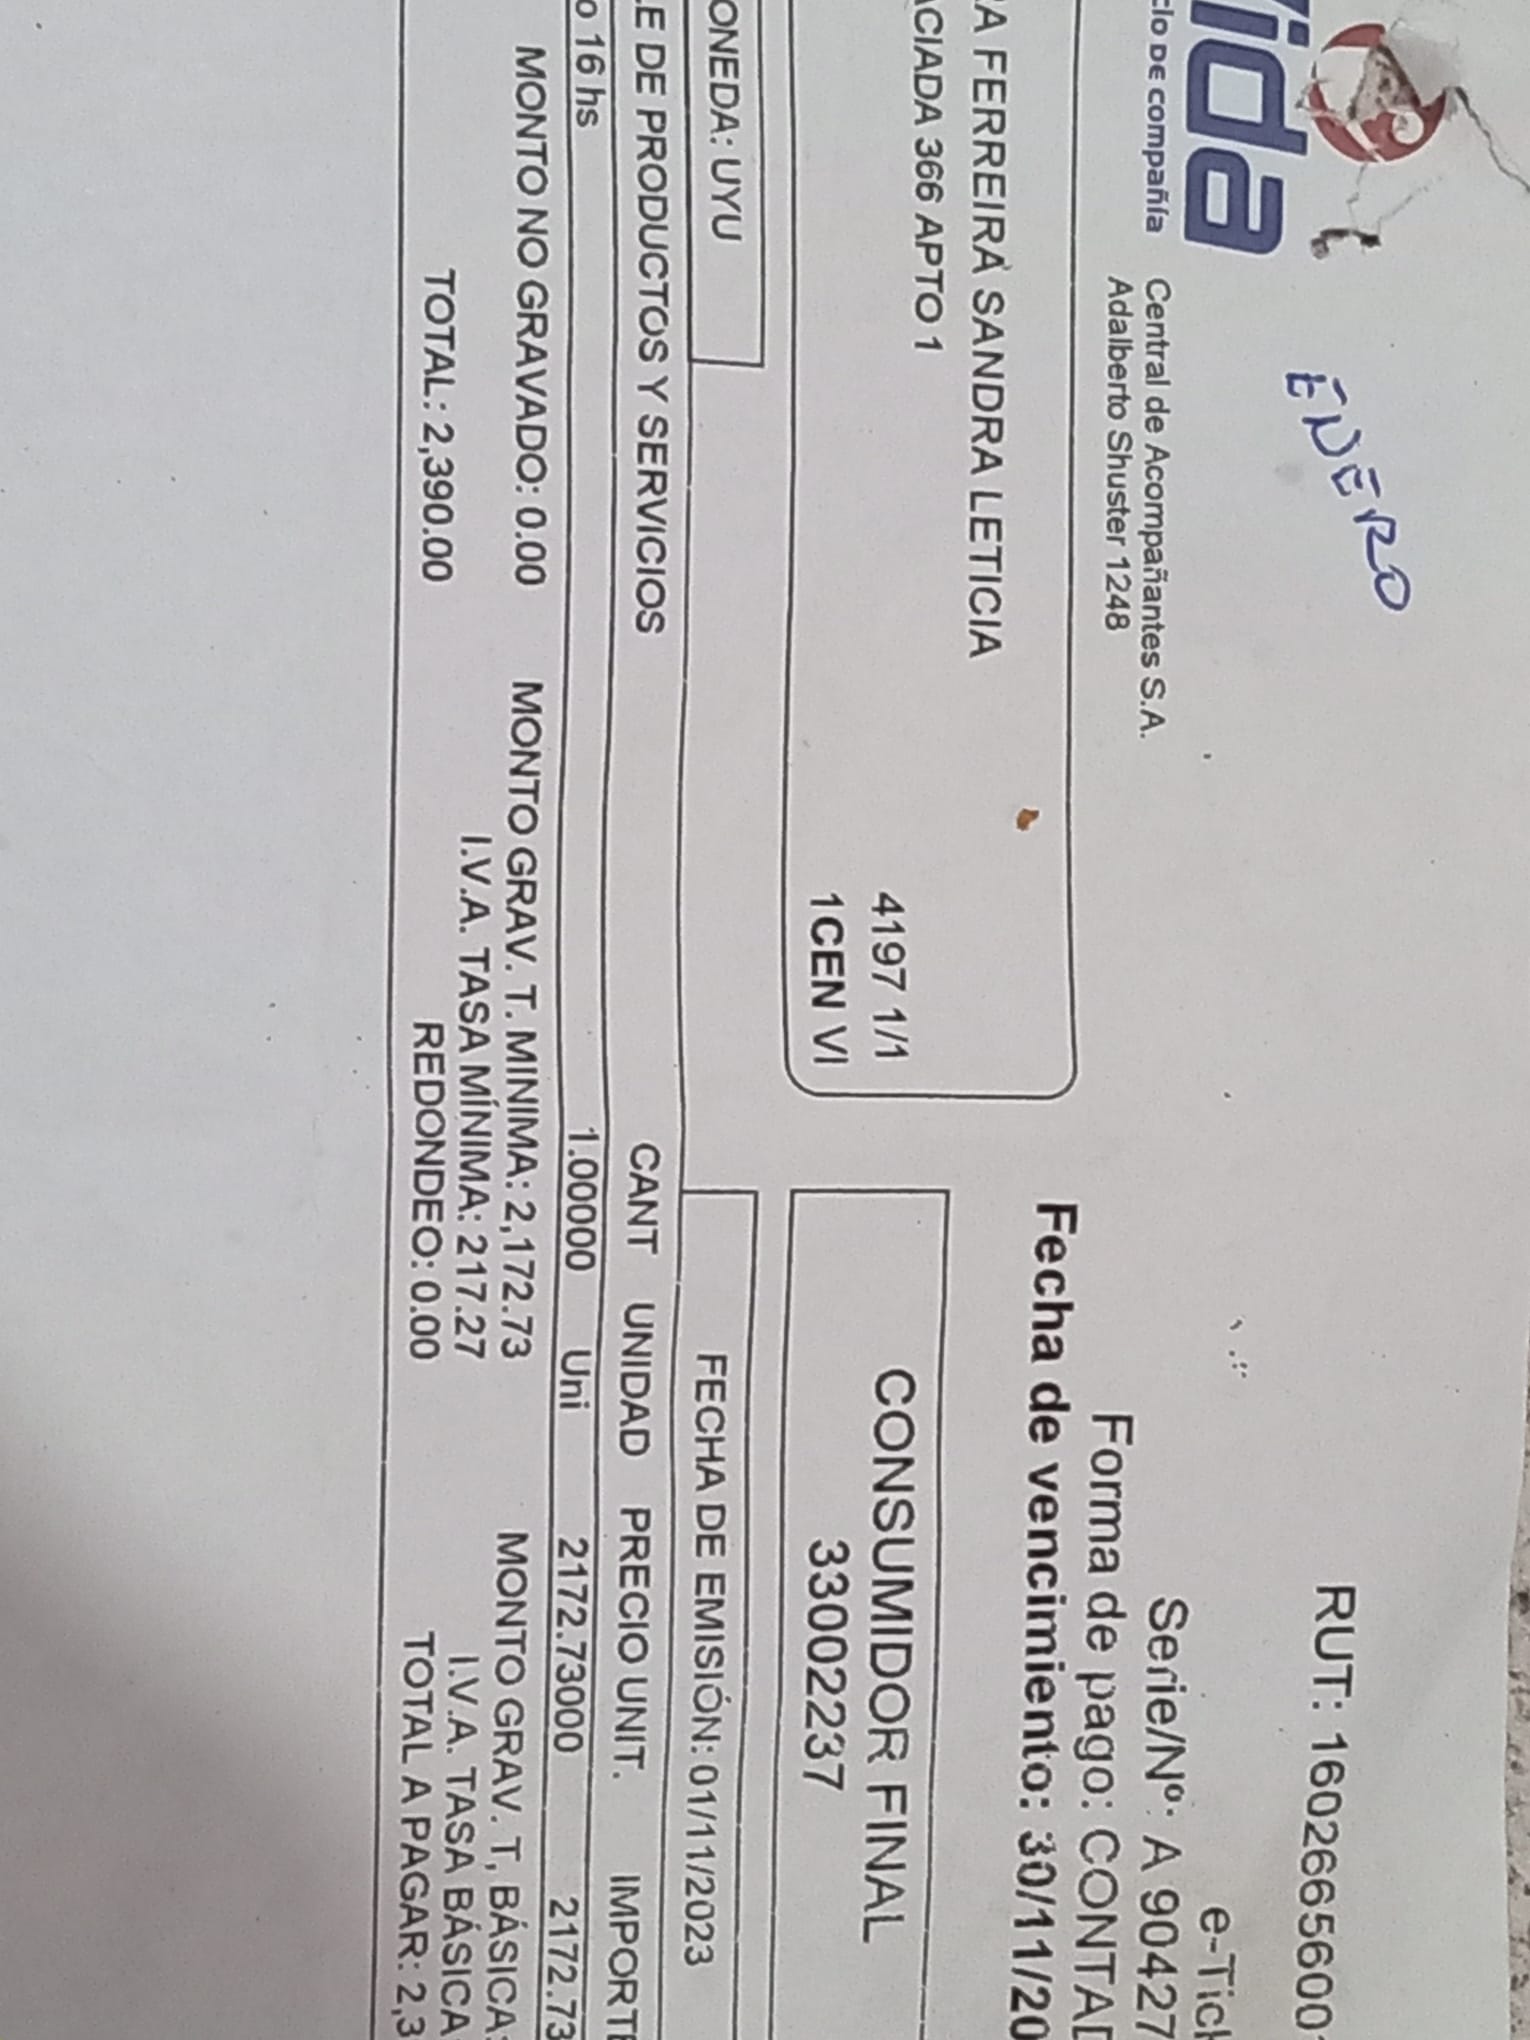 ENERO
RUT: 1602665600
ida
DE compañía
Central de Acompañantes S.A.
Adalberto Shuster 1248
e-Tick
Serie/Nº: A 90427
Forma de pago: CONTAD
Fecha de vencimiento: 30/11/20
RA FERREIRA SANDRA LETICIA
ACIADA 366 APTO 1
4197 1/1
1CEN VI
CONSUMIDOR FINAL
33002237
ONEDA: UYU
FECHA DE EMISIÓN: 01/11/2023
LE DE PRODUCTOS Y SERVICIOS CANT UNIDAD PRECIO UNIT. IMPORTE
o 16 hs 1.00000 Uni 2172.73000 2172.73
MONTO NO GRAVADO: 0.00 MONTO GRAV. T. MINIMA: 2,172.73 MONTO GRAV. T, BÁSICA:
I.V.A. TASA MÍNIMA: 217.27 I.V.A. TASA BÁSICA
TOTAL: 2,390.00 REDONDEO: 0.00 TOTAL A PAGAR: 2,3